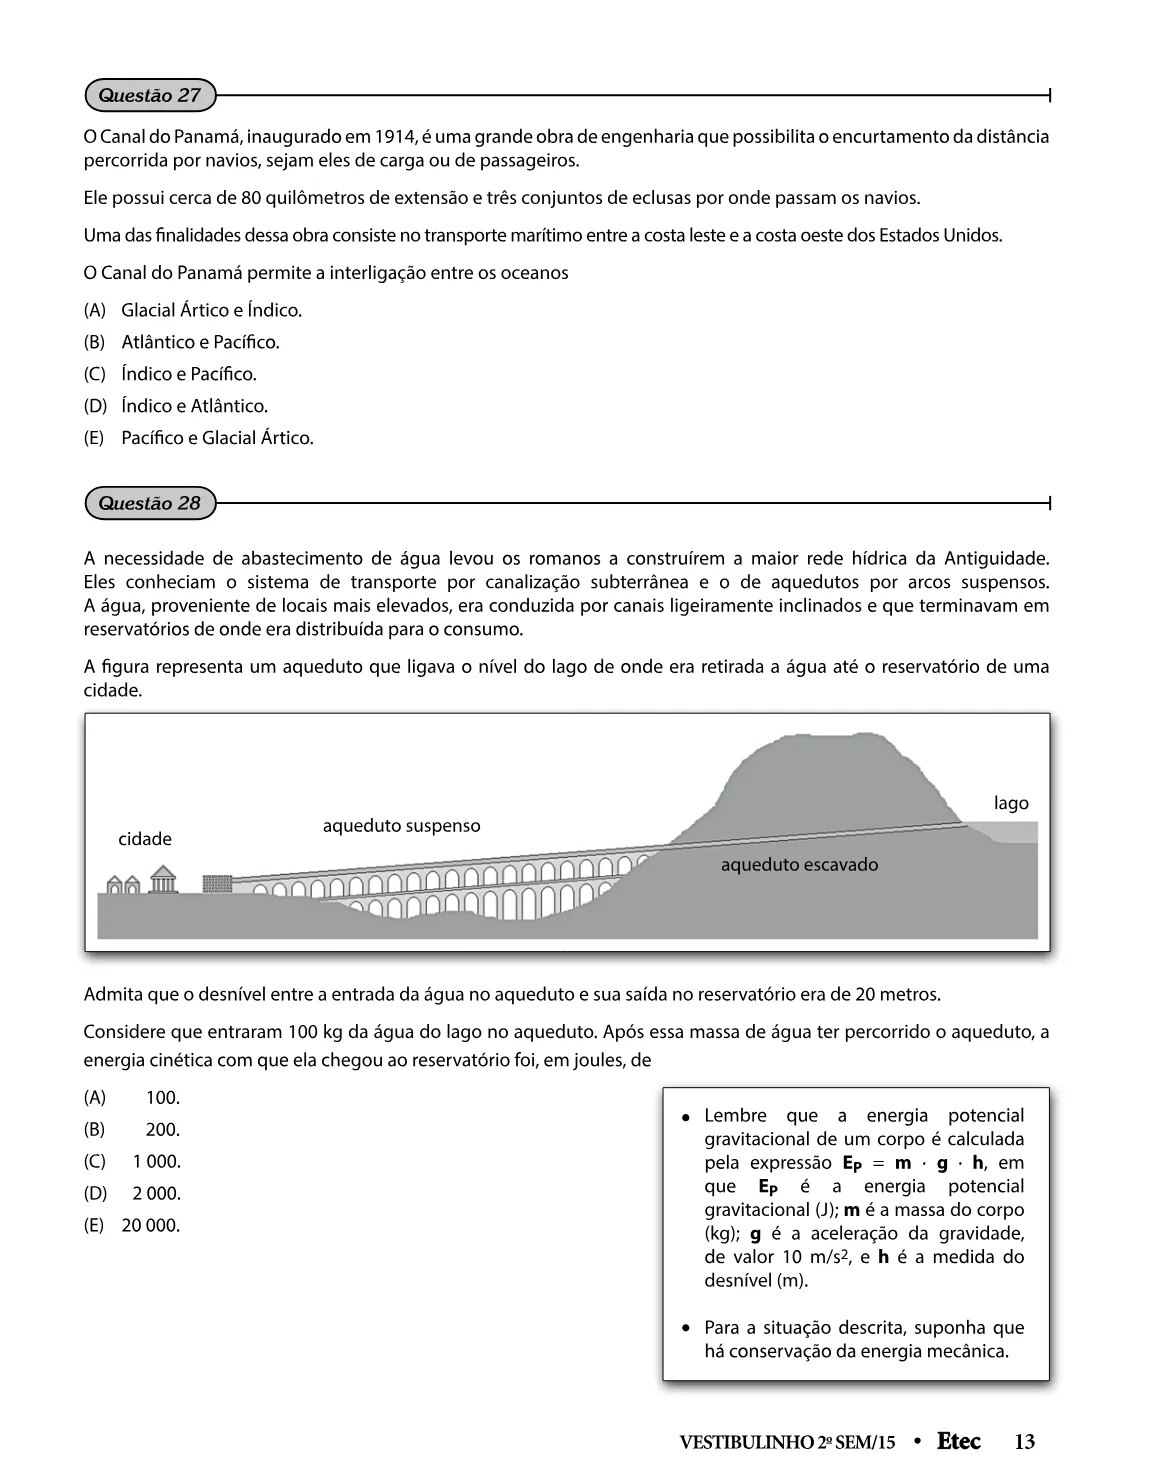 Questão 27
O Canal do Panamá, inaugurado em 1914, é uma grande obra de engenharia que possibilita o encurtamento da distância
percorrida por navios, sejam eles de carga ou de passageiros.
Ele possui cerca de 80 quilômetros de extensão e três conjuntos de eclusas por onde passam os navios.
Uma das finalidades dessa obra consiste no transporte marítimo entre a costa leste e a costa oeste dos Estados Unidos.
O Canal do Panamá permite a interligação entre os oceanos
(A) Glacial Ártico e Índico.
(B) Atlântico e Pacífico.
(C) Índico e Pacífico.
(D) Índico e Atlântico.
(E) Pacífico e Glacial Ártico.
Questão 28
A necessidade de abastecimento de água levou os romanos a construírem a maior rede hídrica da Antiguidade.
Eles conheciam o sistema de transporte por canalização subterrânea e o de aquedutos por arcos suspensos.
A água, proveniente de locais mais elevados, era conduzida por canais ligeiramente inclinados e que terminavam em
reservatórios de onde era distribuída para o consumo.
A figura representa um aqueduto que ligava o nível do lago de onde era retirada a água até o reservatório de uma
cidade.
lago
aqueduto suspenso
cidade
aqueduto escavado
Admita que o desnível entre a entrada da água no aqueduto e sua saída no reservatório era de 20 metros.
Considere que entraram 100 kg da água do lago no aqueduto. Após essa massa de água ter percorrido o aqueduto, a
energia cinética com que ela chegou ao reservatório foi, em joules, de
(A) 100.
(B) 200.
(C) 1 000.
(D) 2 000.
(E) 20 000.
• Lembre que a energia potencial
gravitacional de um corpo é calculada
pela expressão EP = m · g · h, em
que EP é a energia potencial
gravitacional (J); m é a massa do corpo
(kg); g é a aceleração da gravidade,
de valor 10 m/s2, e h é a medida do
desnível (m).
• Para a situação descrita, suponha que
há conservação da energia mecânica.
VESTIBULINHO 2º SEM/15 • Etec 13